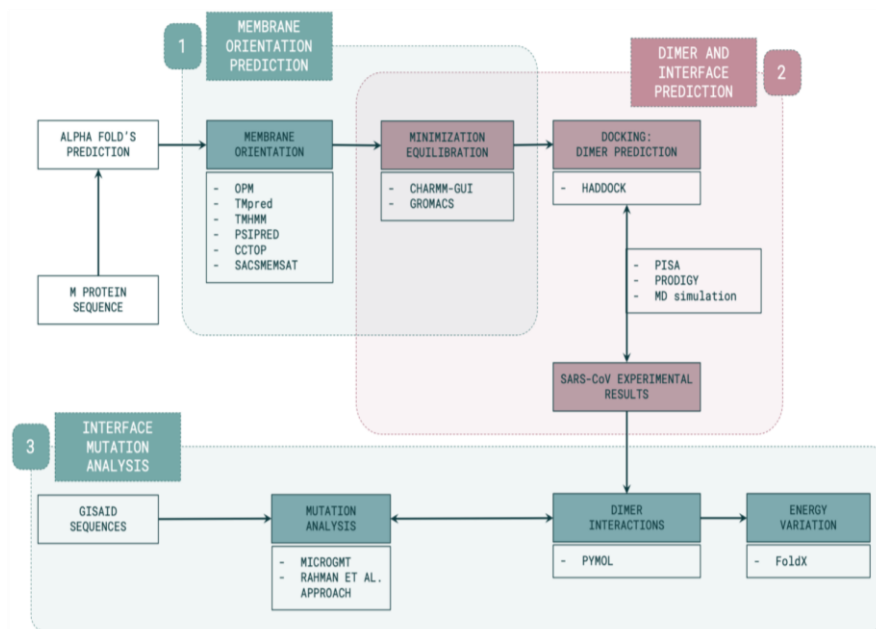 1
MEMBRANE
ORIENTATION
PREDICTION
DIMER AND
INTERFACE
PREDICTION
2
ALPHA FOLD'S
PREDICTION
MEMBRANE
ORIENTATION
- OPM
- TMpred
- TMHMM
- PSIPRED
- CCTOP
- SACSMEMSAT
MINIMIZATION
EQUILIBRATION
- CHARMM-GUI
- GROMACS
DOCKING:
DIMER PREDICTION
- HADDOCK
M PROTEIN
SEQUENCE
- PISA
- PRODIGY
- MD simulation
SARS-CoV EXPERIMENTAL
RESULTS
3
INTERFACE
MUTATION
ANALYSIS
GISAID
SEQUENCES
MUTATION
ANALYSIS
- MICROGMT
- RAHMAN ET AL.
APPROACH
DIMER
INTERACTIONS
- PYMOL
ENERGY
VARIATION
- FoldX